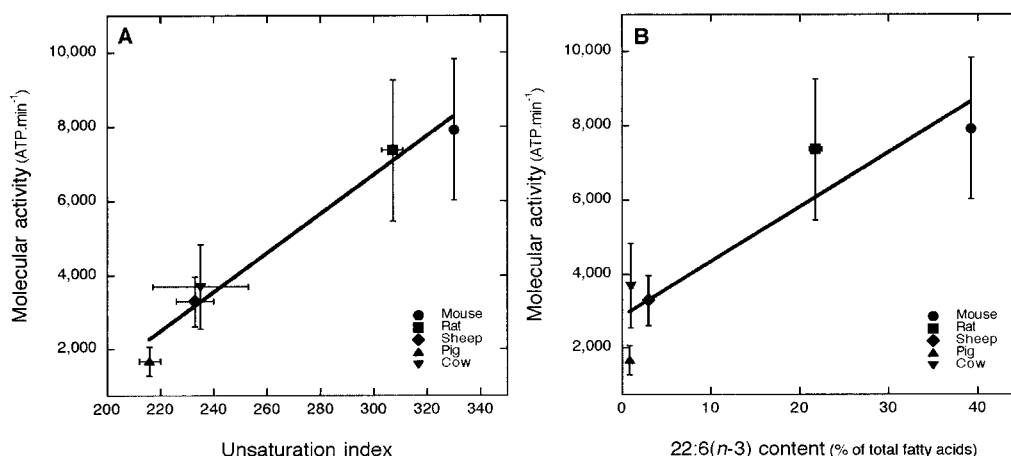 A
10,000
8,000
6,000
4,000
2,000
Molecular activity (ATP.min-1)
Mouse
Rat
Sheep
Pig
Cow
200 220 240 260 280 300 320 340
Unsaturation index
B
10,000
8,000
6,000
4,000
2,000
Molecular activity (ATP.min-1)
Mouse
Rat
Sheep
Pig
Cow
0 10 20 30 40
22:6(n-3) content (% of total fatty acids)